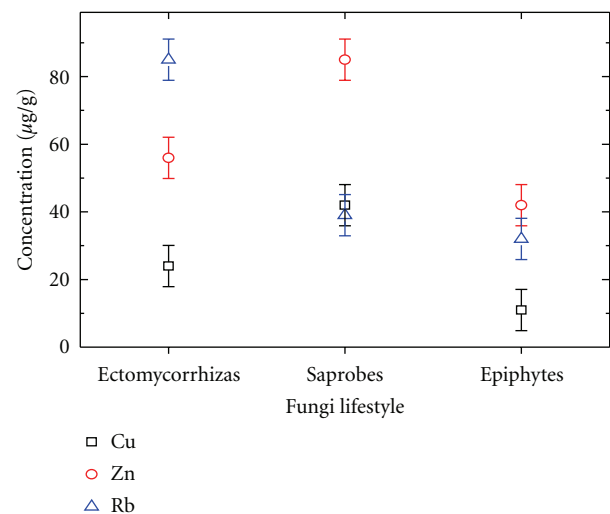 Concentration (µg/g)
80
60
40
20
0
Ectomycorrhizas Saprobes Epiphytes
Fungi lifestyle
Cu
Zn
Rb